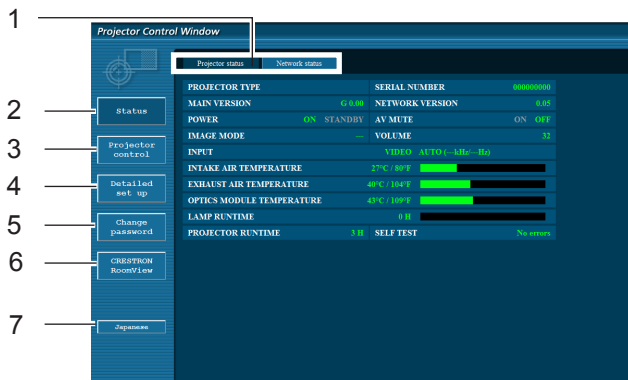 1
Projector Control Window
Projector status Network status
PROJECTOR TYPE SERIAL NUMBER 000000000
2 Status MAIN VERSION G 0.00 NETWORK VERSION 0.05
POWER ON STANDBY AV MUTE ON OFF
IMAGE MODE --- VOLUME 32
3 Projector control
INPUT VIDEO AUTO (---kHz/---Hz)
INTAKE AIR TEMPERATURE 27°C / 80°F
4 Detailed set up
EXHAUST AIR TEMPERATURE 40°C / 104°F
OPTICS MODULE TEMPERATURE 43°C / 109°F
5 Change password
LAMP RUNTIME 0 H
PROJECTOR RUNTIME 3 H SELF TEST No errors
6 CRESTRON RoomView
7 Japanese